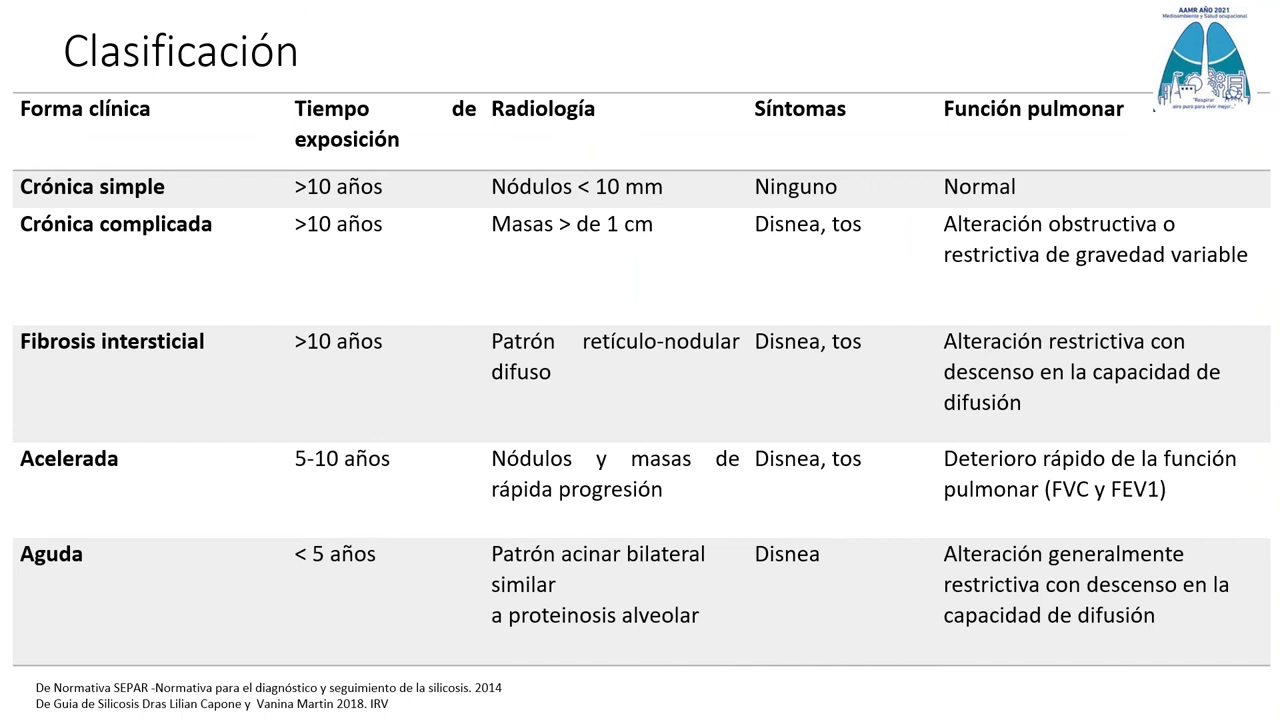 AAMR AÑO 2021
Medioambiente y Salud ocupacional
"Respirar
aire puro para vivir mejor..."
Clasificación
Forma clínica Tiempo de exposición Radiología Síntomas Función pulmonar
Crónica simple >10 años Nódulos < 10 mm Ninguno Normal
Crónica complicada >10 años Masas > de 1 cm Disnea, tos Alteración obstructiva o
restrictiva de gravedad variable
Fibrosis intersticial >10 años Patrón retículo-nodular Disnea, tos Alteración restrictiva con
difuso descenso en la capacidad de
difusión
Acelerada 5-10 años Nódulos y masas de Disnea, tos Deterioro rápido de la función
rápida progresión pulmonar (FVC y FEV1)
Aguda < 5 años Patrón acinar bilateral Disnea Alteración generalmente
similar restrictiva con descenso en la
a proteinosis alveolar capacidad de difusión
De Normativa SEPAR -Normativa para el diagnóstico y seguimiento de la silicosis. 2014
De Guia de Silicosis Dras Lilian Capone y Vanina Martin 2018. IRV